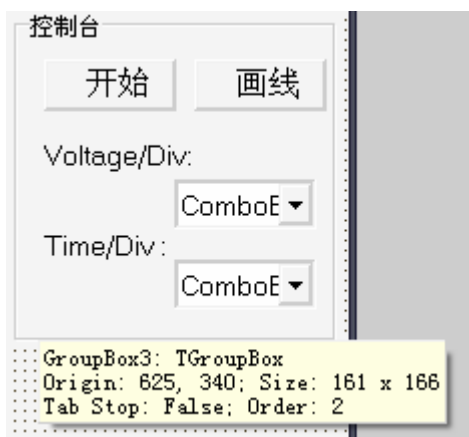 控制台
开始 画线
Voltage/Div:
ComboE
Time/Div :
ComboE
GroupBox3: TGroupBox
Origin: 625, 340; Size: 161 x 166
Tab Stop: False; Order: 2